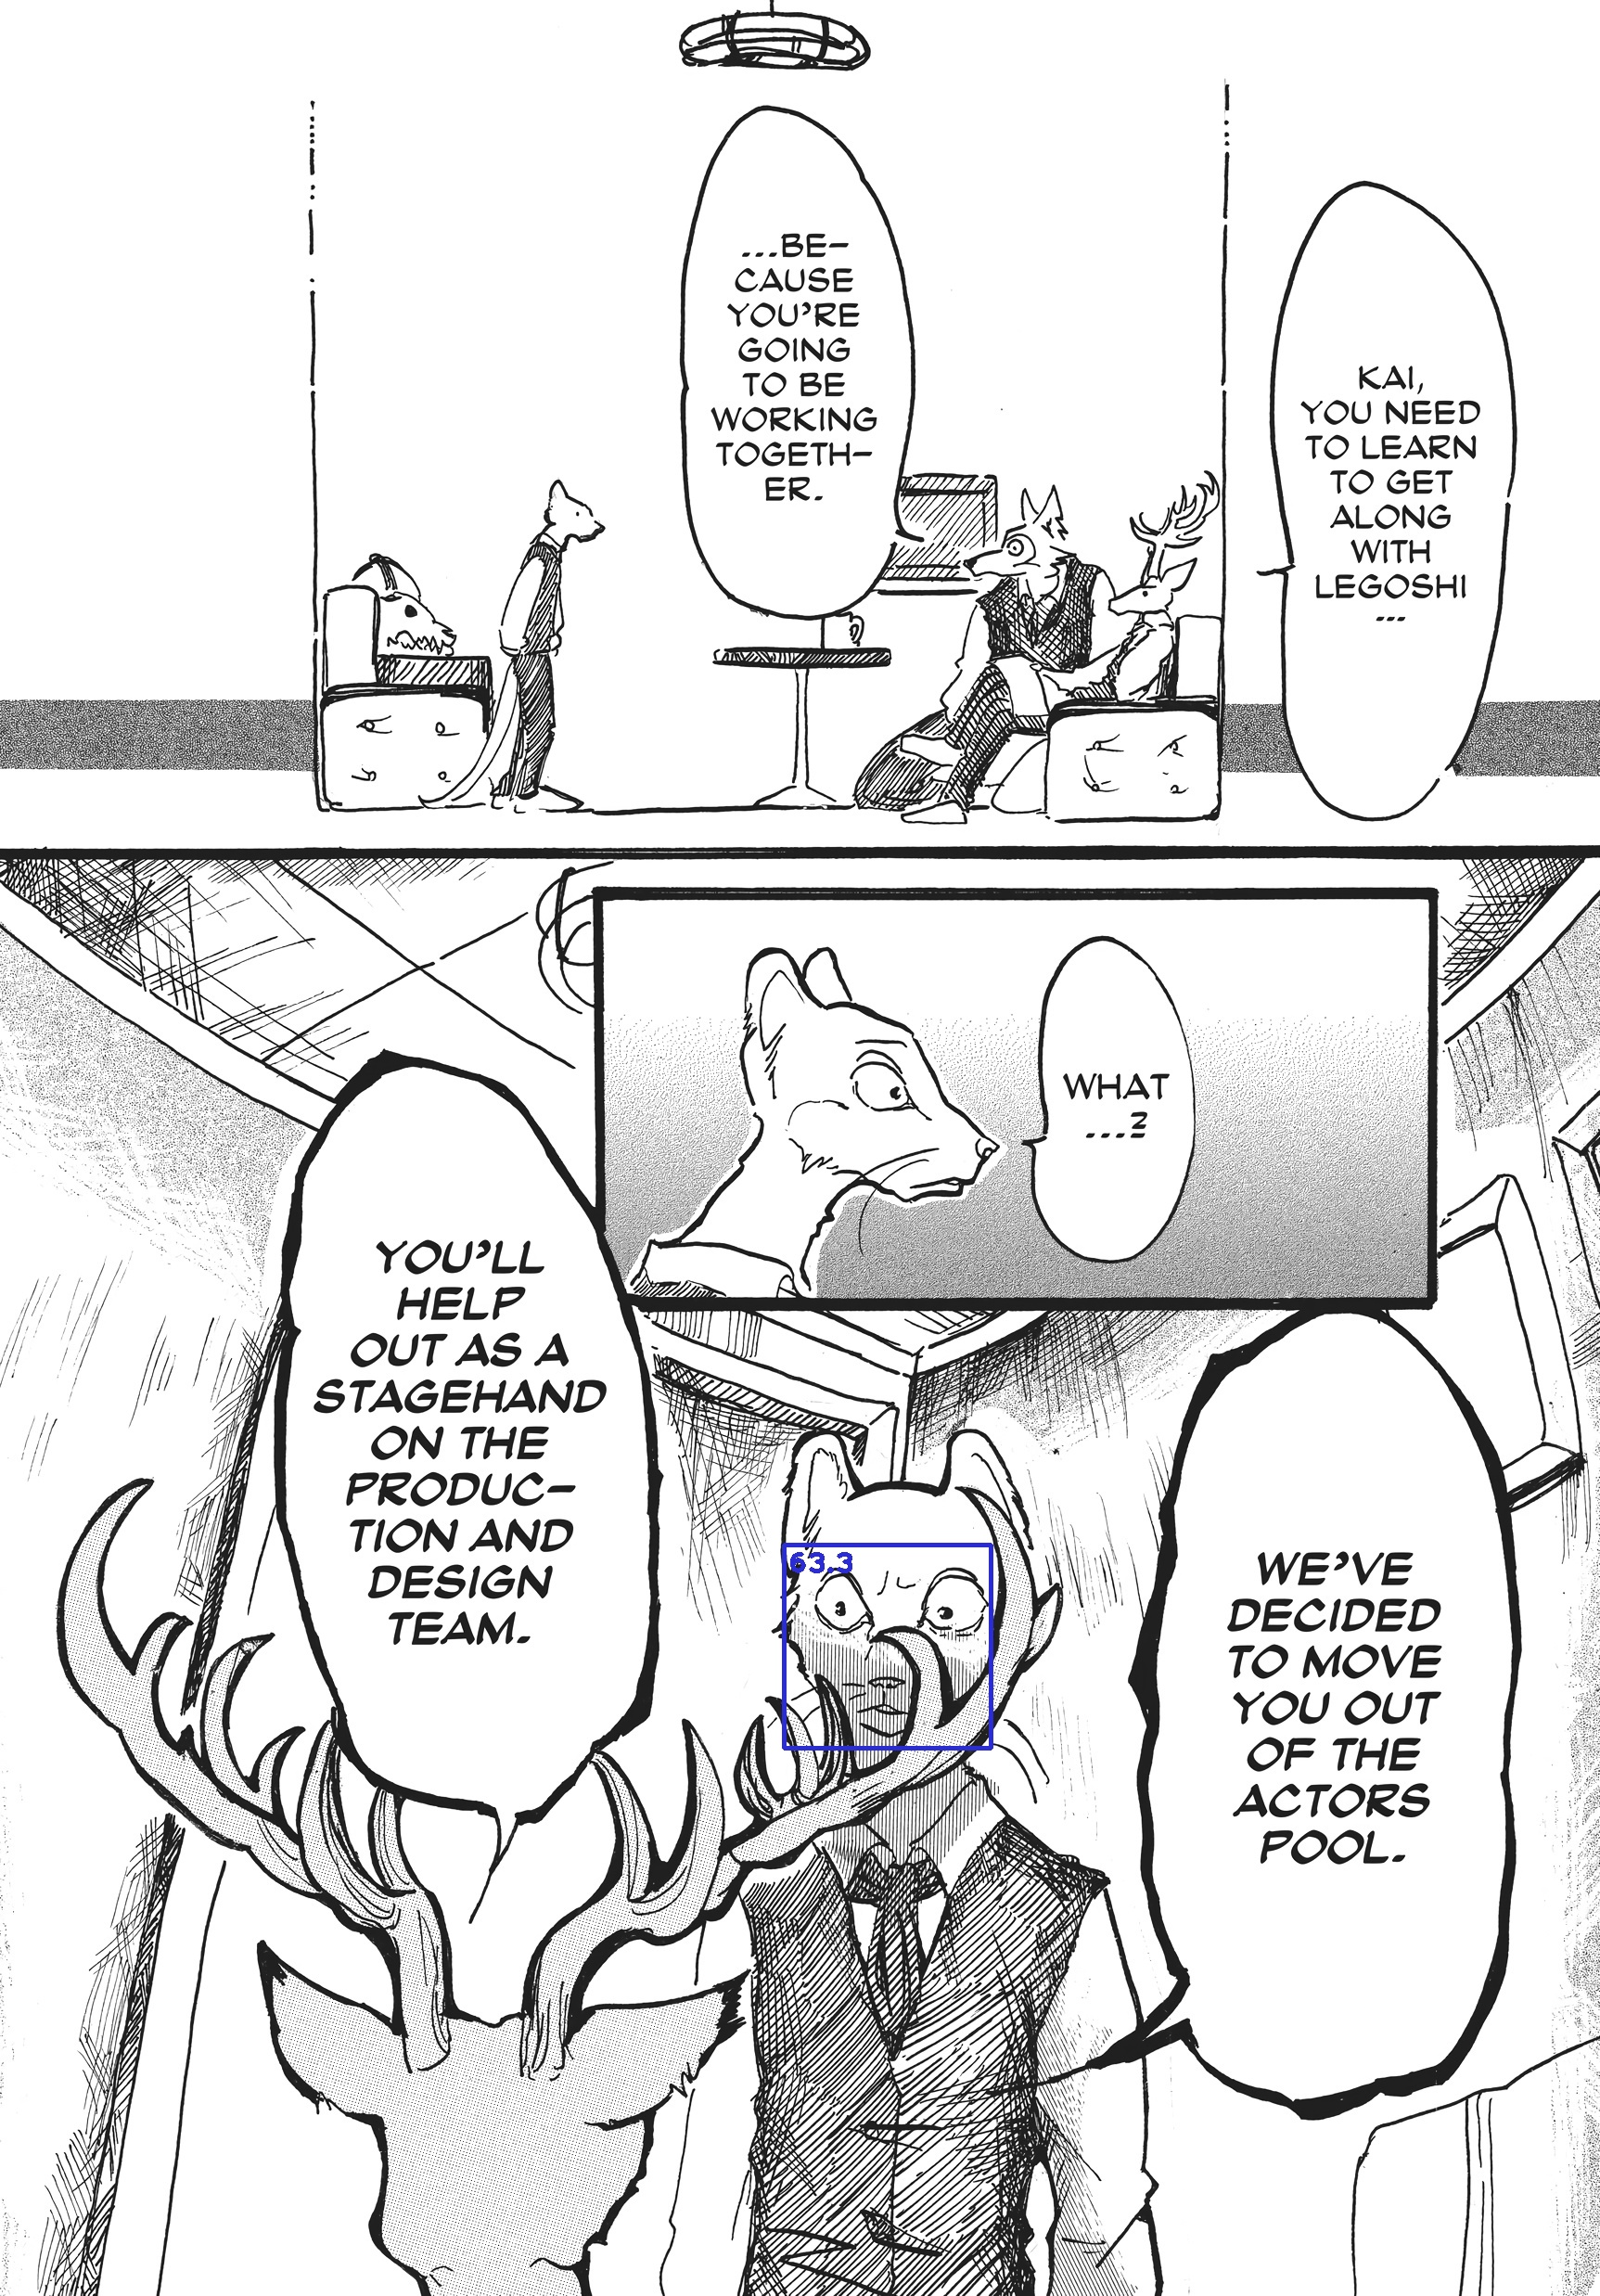 KAI,
YOU NEED
TO LEARN
TO GET
ALONG
WITH
LEGOSHI
...
...BE-
CAUSE
YOU'RE
GOING
TO BE
WORKING
TOGETH-
ER.
WHAT
...?
WE'VE
DECIDED
TO MOVE
YOU OUT
OF THE
ACTORS
POOL.
YOU'LL
HELP
OUT AS A
STAGEHAND
ON THE
PRODUC-
TION AND
DESIGN
TEAM.
63.3